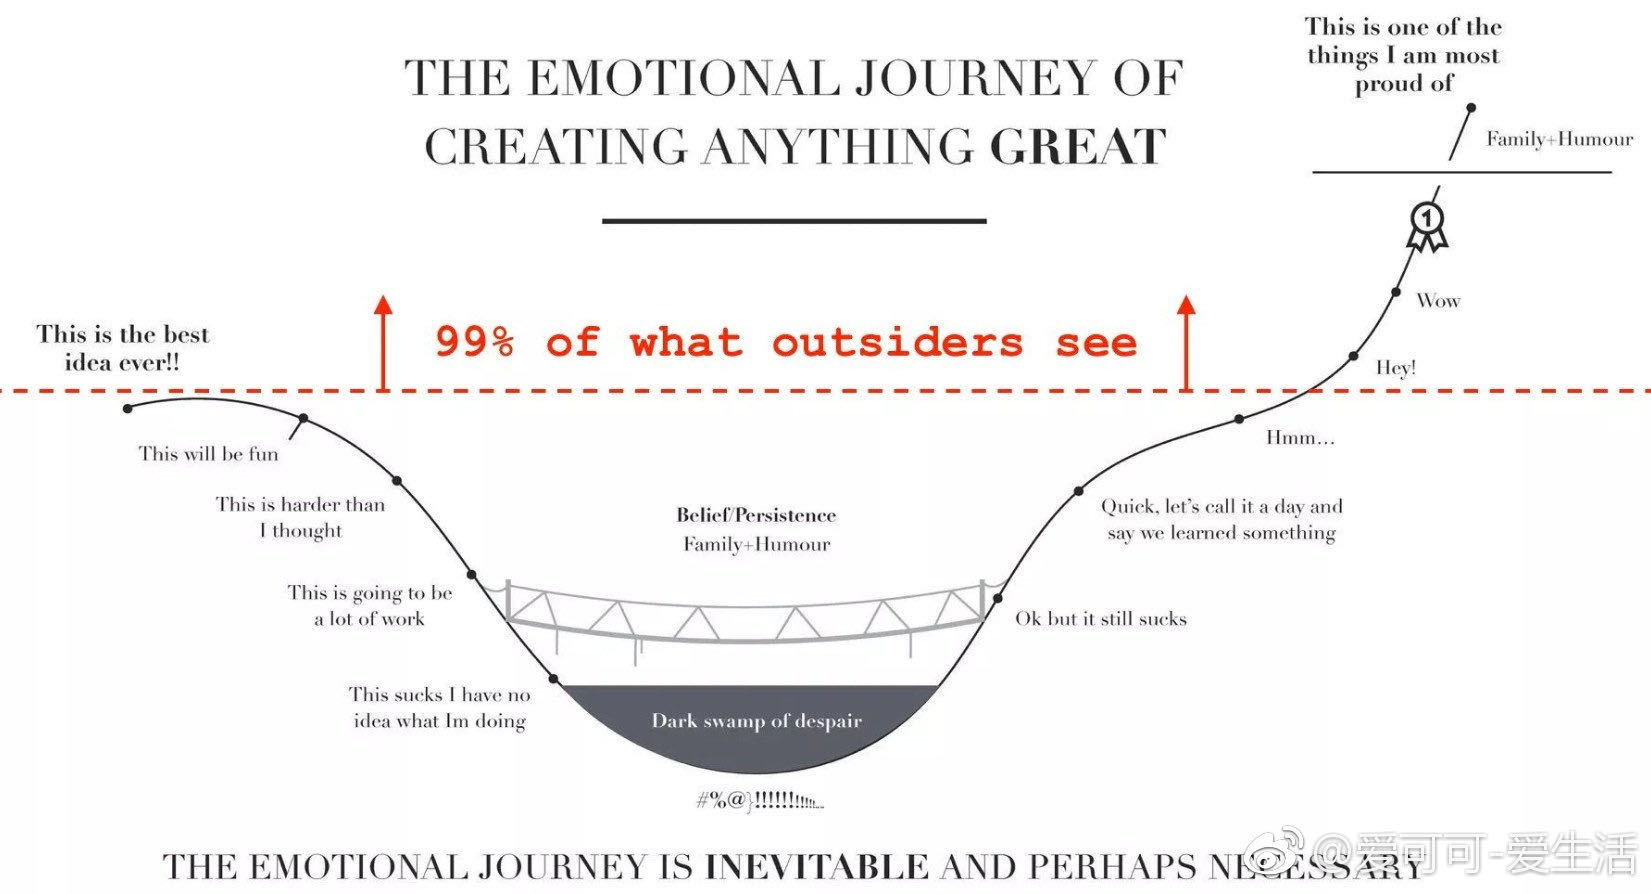 THE EMOTIONAL JOURNEY OF
CREATING ANYTHING GREAT
This is one of the
things I am most
proud of
Family+Humour
1
Wow
Hey!
99% of what outsiders see
This is the best
idea ever!!
This will be fun
This is harder than
I thought
This is going to be
a lot of work
This sucks I have no
idea what Im doing
Belief/Persistence
Family+Humour
Dark swamp of despair
#%@}!!!!!!!!!!!...
Ok but it still sucks
Quick, let's call it a day and
say we learned something
Hmm...
THE EMOTIONAL JOURNEY IS INEVITABLE AND PERHAPS NECESSARY
@爱可可-爱生活